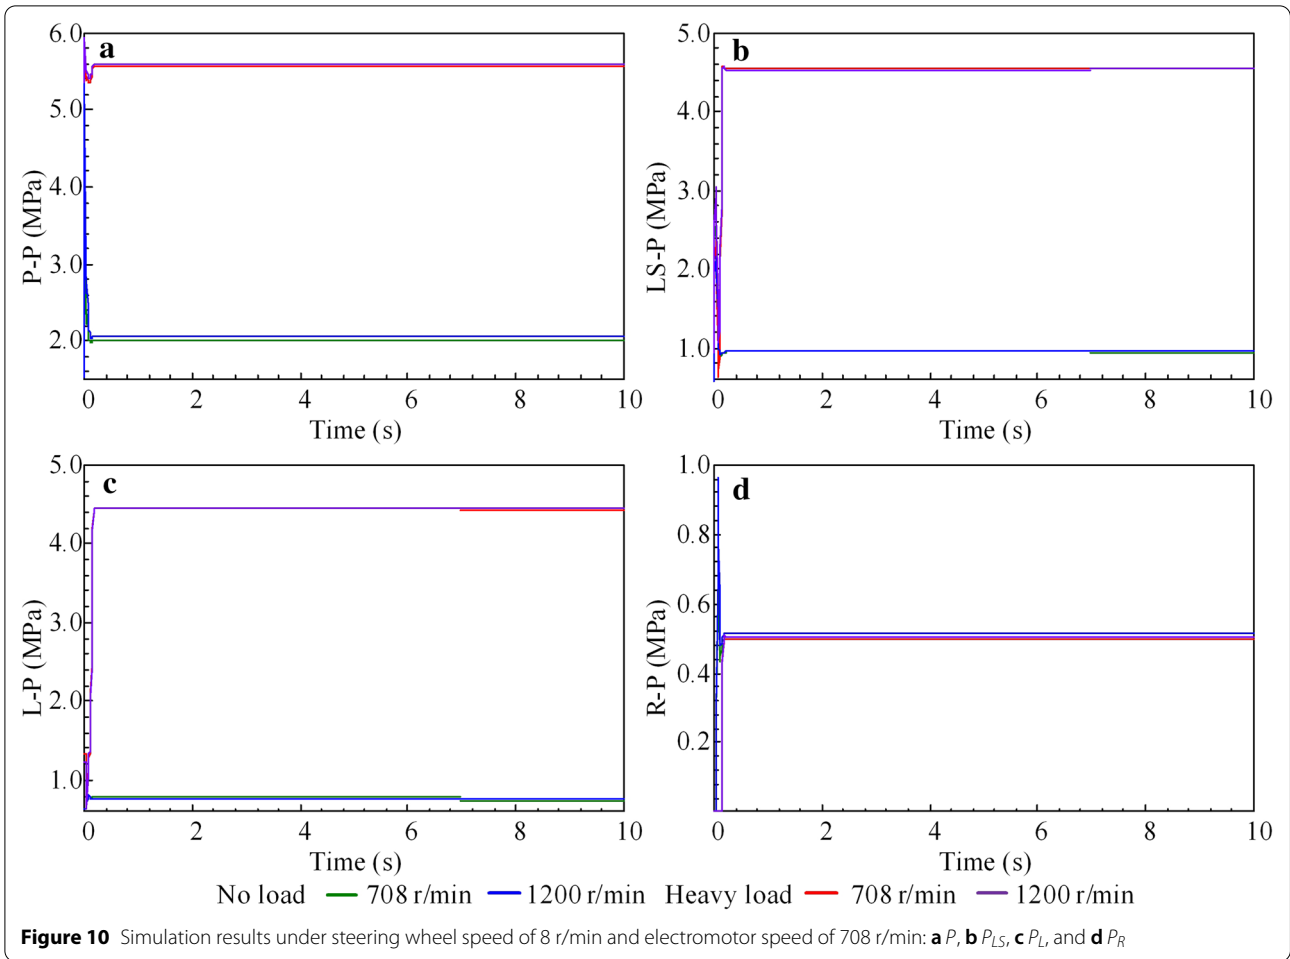 a
6.0
5.0
4.0
3.0
2.0
P-P (MPa)
0 2 4 6 8 10
Time (s)
b
5.0
4.0
3.0
2.0
1.0
LS-P (MPa)
0 2 4 6 8 10
Time (s)
c
5.0
4.0
3.0
2.0
1.0
L-P (MPa)
0 2 4 6 8 10
Time (s)
d
1.0
0.8
0.6
0.4
0.2
R-P (MPa)
0 2 4 6 8 10
Time (s)
No load 708 r/min 1200 r/min Heavy load 708 r/min 1200 r/min
Figure 10 Simulation results under steering wheel speed of 8 r/min and electromotor speed of 708 r/min: a P, b P_LS, c P_L, and d P_R